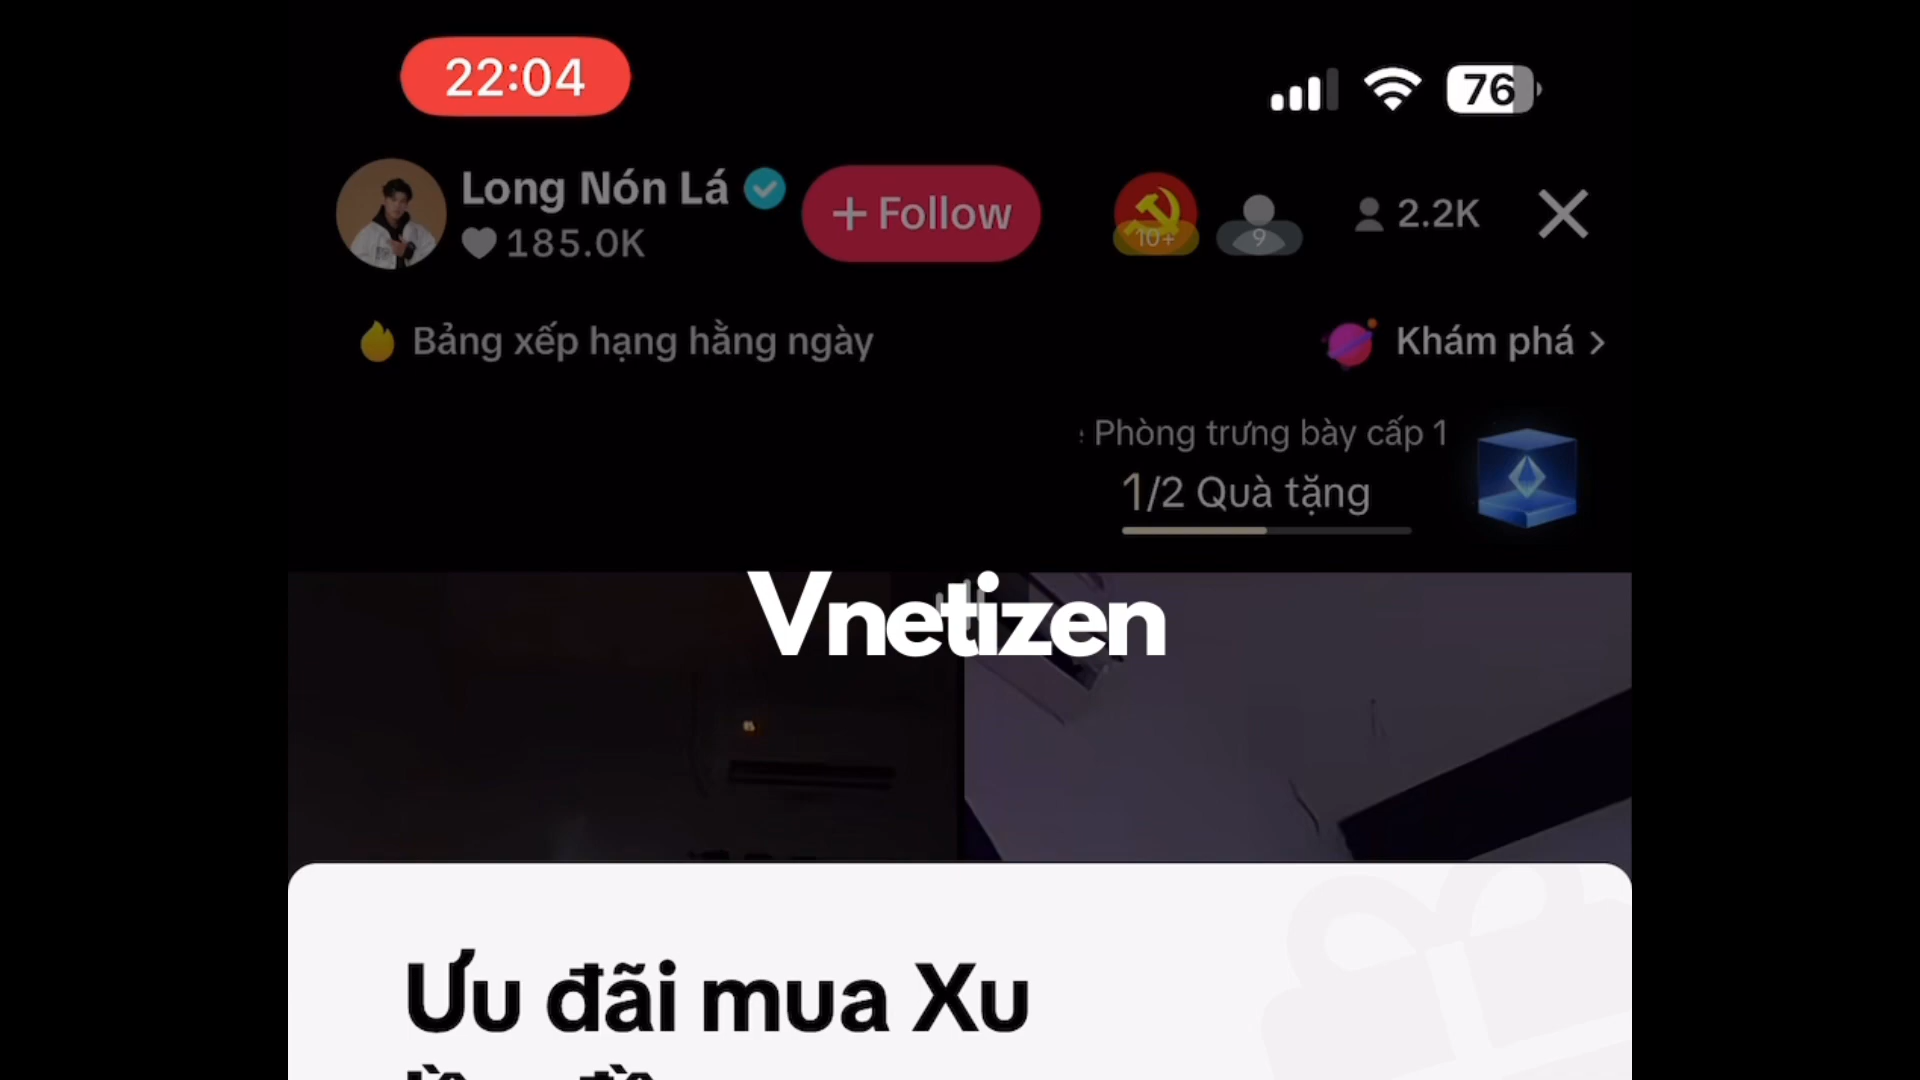 22:04
76
Long Nón Lá
185.0K
+ Follow
10+
9
2.2K
Bảng xếp hạng hằng ngày
Khám phá >
Phòng trưng bày cấp 1
1/2 Quà tặng
Vnetizen
Ưu đãi mua Xu